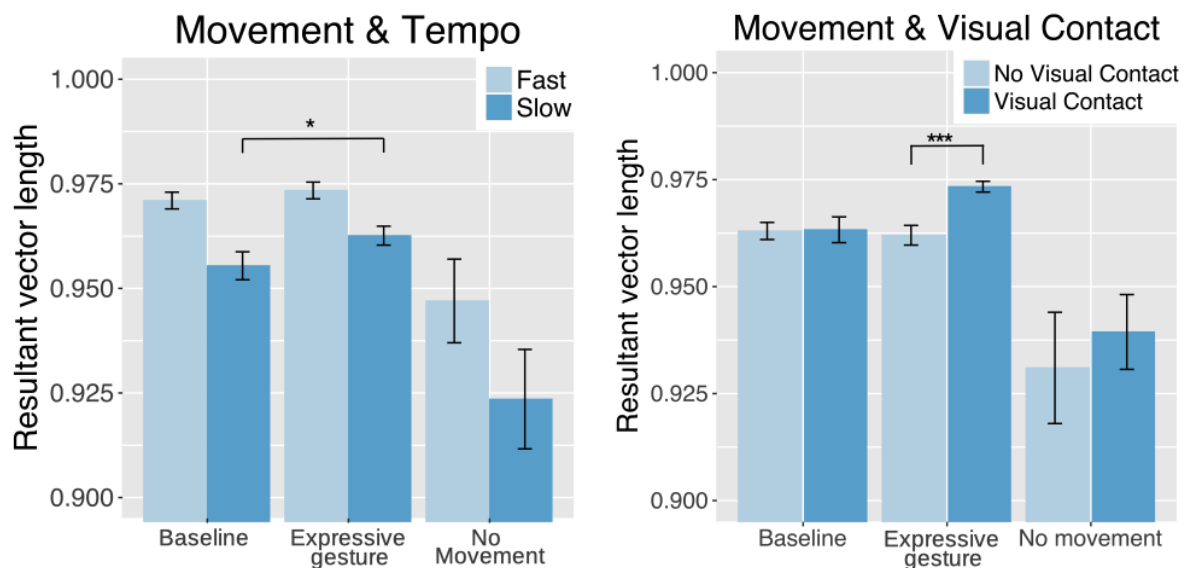 Movement & Tempo
Fast
Slow
*
Resultant vector length
1.000
0.975
0.950
0.925
0.900
Baseline
Expressive
gesture
No
Movement
Movement & Visual Contact
No Visual Contact
Visual Contact
***
Resultant vector length
1.000
0.975
0.950
0.925
0.900
Baseline
Expressive
gesture
No movement